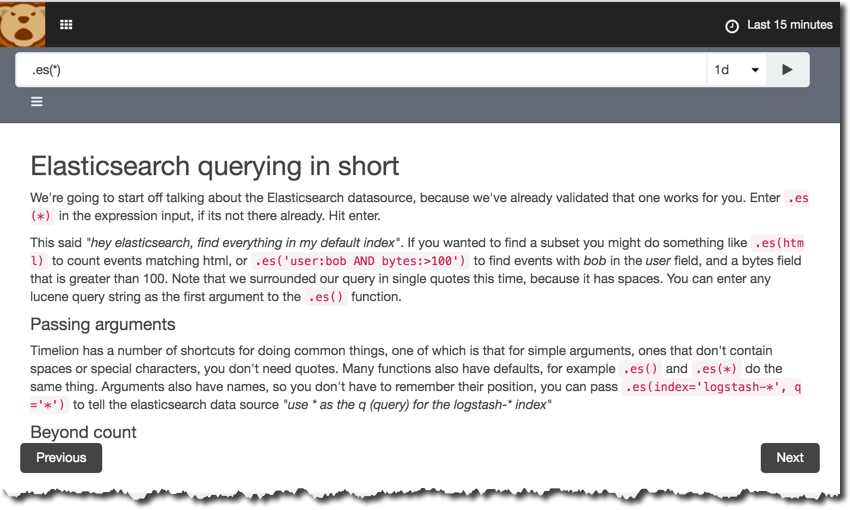 Last 15 minutes
.es(*)
1d
Elasticsearch querying in short
We're going to start off talking about the Elasticsearch datasource, because we've already validated that one works for you. Enter .es
(*) in the expression input, if its not there already. Hit enter.
This said "hey elasticsearch, find everything in my default index". If you wanted to find a subset you might do something like .es(htm
l) to count events matching html, or .es('user:bob AND bytes:>100') to find events with bob in the user field, and a bytes field
that is greater than 100. Note that we surrounded our query in single quotes this time, because it has spaces. You can enter any
lucene query string as the first argument to the .es() function.
Passing arguments
Timelion has a number of shortcuts for doing common things, one of which is that for simple arguments, ones that don't contain
spaces or special characters, you don't need quotes. Many functions also have defaults, for example .es() and .es(*) do the
same thing. Arguments also have names, so you don't have to remember their position, you can pass .es(index='logstash-*', q
='*') to tell the elasticsearch data source "use * as the q (query) for the logstash-* index"
Beyond count
Previous
Next